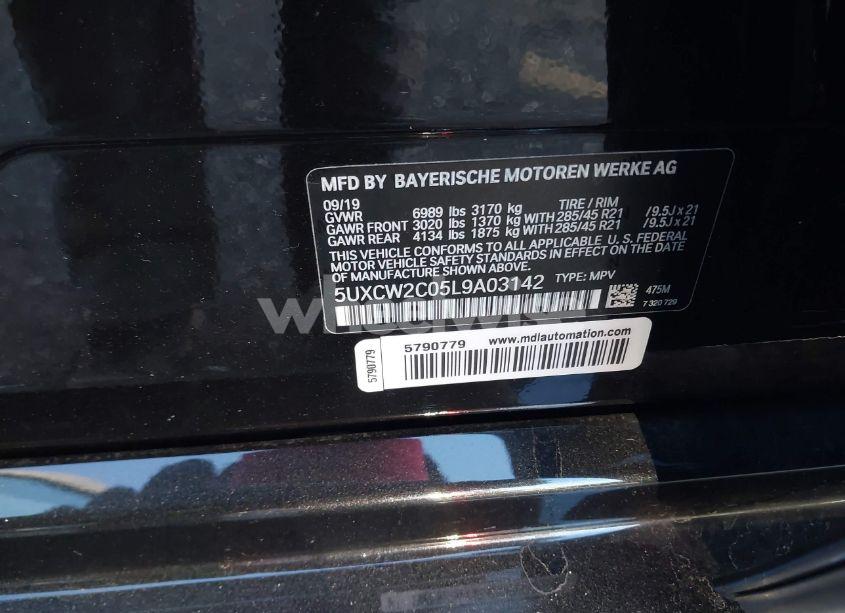 MFD BY BAYERISCHE MOTOREN WERKE AG
09/19 TIRE / RIM
GVWR 6989 lbs 3170 kg
GAWR FRONT 3020 lbs 1370 kg WITH 285/45 R21 /9.5J x 21
GAWR REAR 4134 lbs 1875 kg WITH 285/45 R21 /9.5J x 21
THIS VEHICLE CONFORMS TO ALL APPLICABLE U. S. FEDERAL
MOTOR VEHICLE SAFETY STANDARDS IN EFFECT ON THE DATE
OF MANUFACTURE SHOWN ABOVE.
5UXCW2C05L9A03142 TYPE: MPV
475M
7 320 729
Wheelwise
5790779 www.mdlautomation.com
5790779